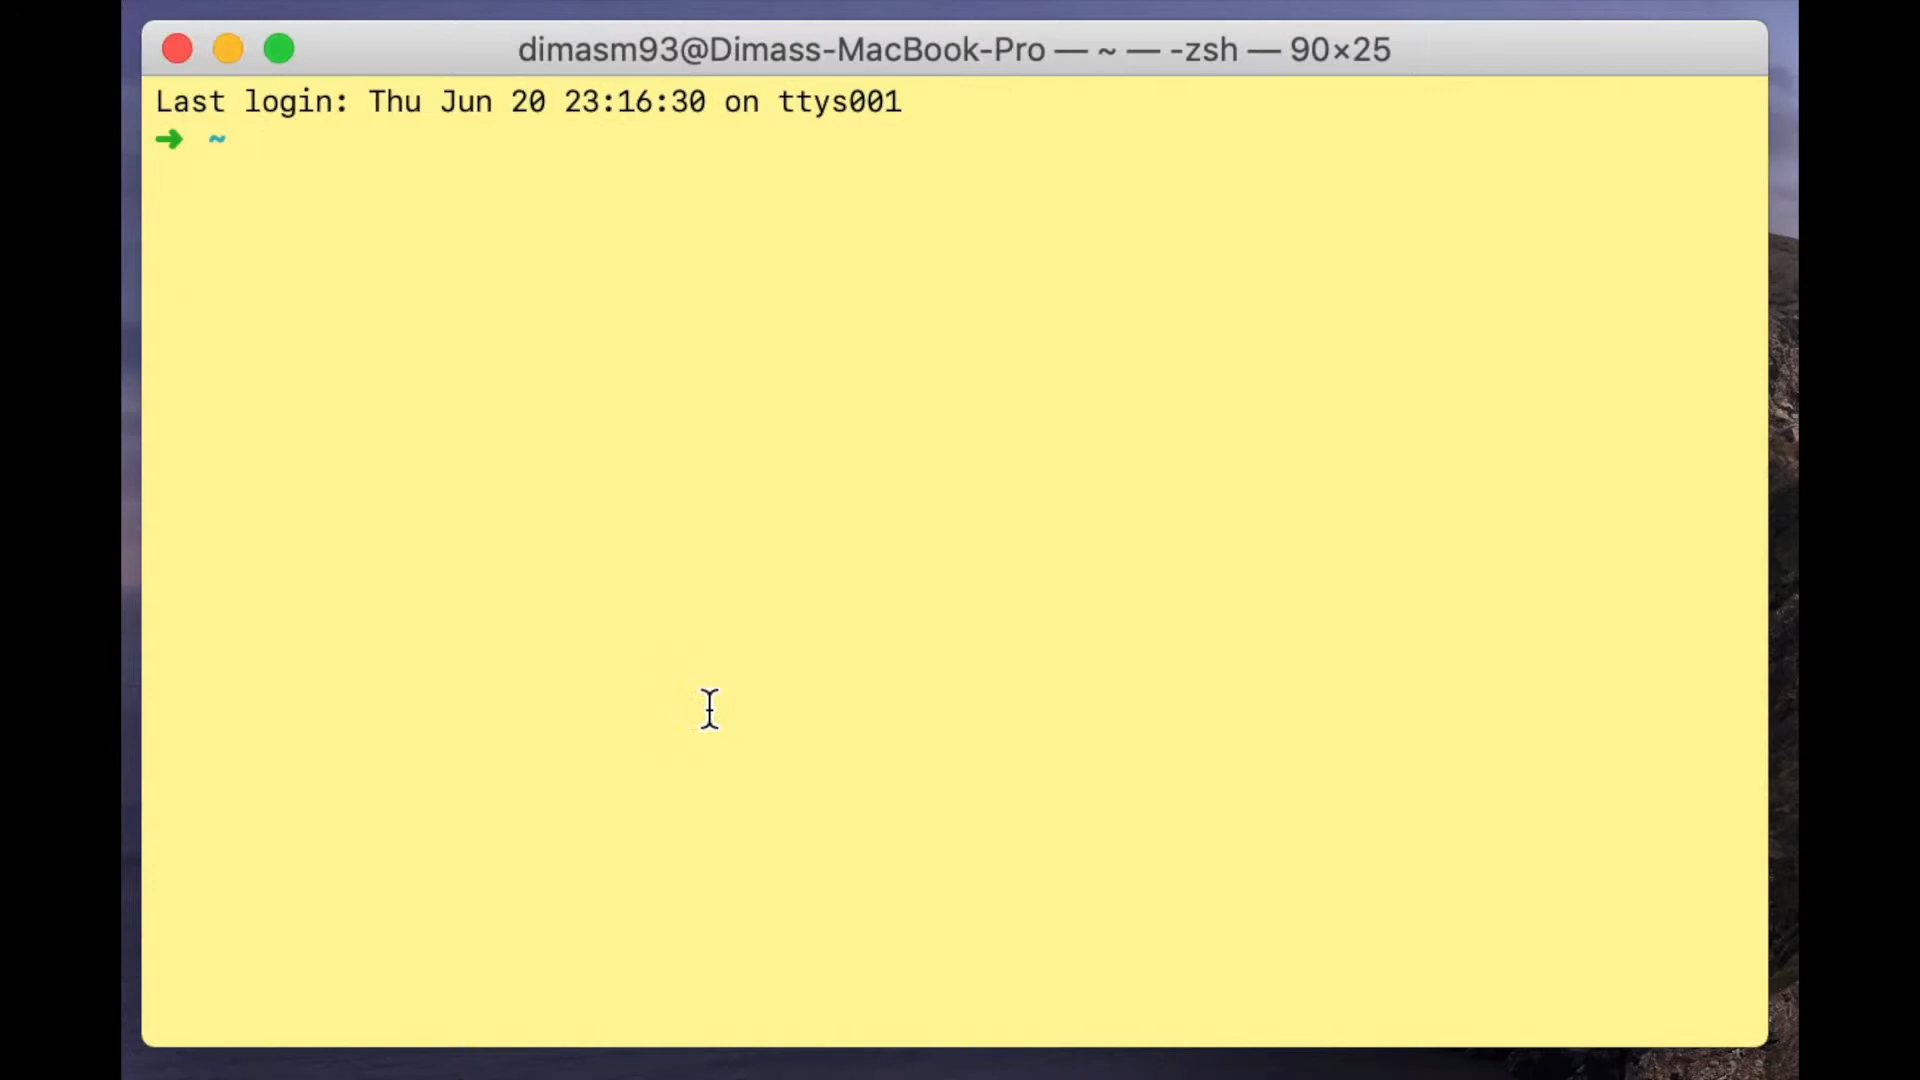 dimasm93@Dimass-MacBook-Pro — ~ — -zsh — 90×25
Last login: Thu Jun 20 23:16:30 on ttys001
➜ ~